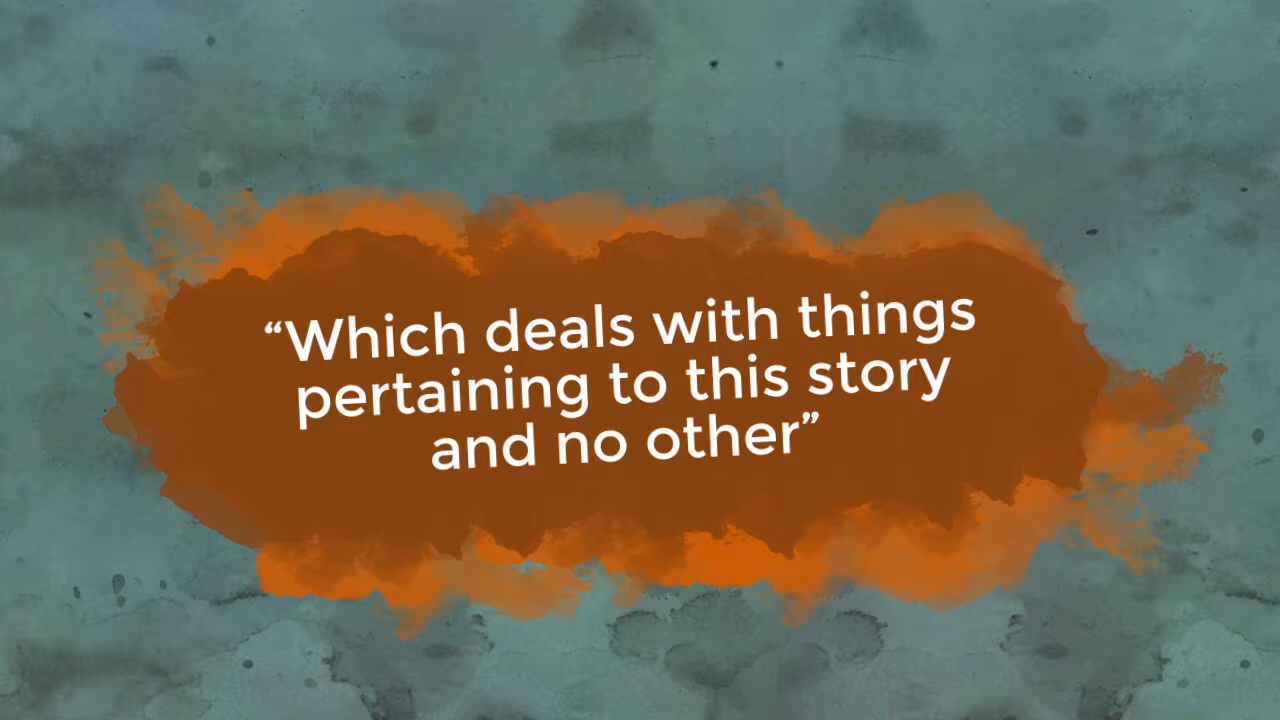 “Which deals with things
pertaining to this story
and no other”